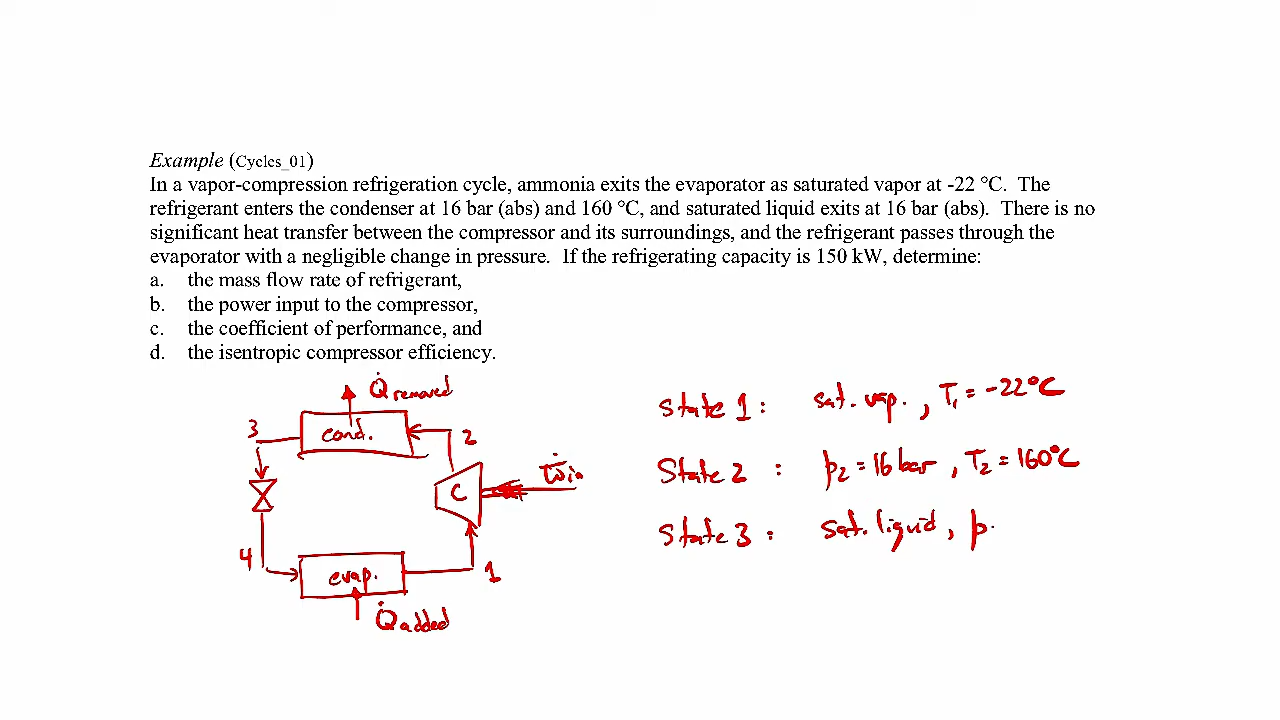 Example (Cycles_01)
In a vapor-compression refrigeration cycle, ammonia exits the evaporator as saturated vapor at -22 °C. The
refrigerant enters the condenser at 16 bar (abs) and 160 °C, and saturated liquid exits at 16 bar (abs). There is no
significant heat transfer between the compressor and its surroundings, and the refrigerant passes through the
evaporator with a negligible change in pressure. If the refrigerating capacity is 150 kW, determine:
a. the mass flow rate of refrigerant,
b. the power input to the compressor,
c. the coefficient of performance, and
d. the isentropic compressor efficiency.
Q̇ removed
State 1: sat. vap., T₁ = -22°C
3 cond. 2
State 2: p₂ = 16 bar, T₂ = 160°C
C Ẇin
State 3: sat. liquid, p.
4 evap. 1
Q̇ added